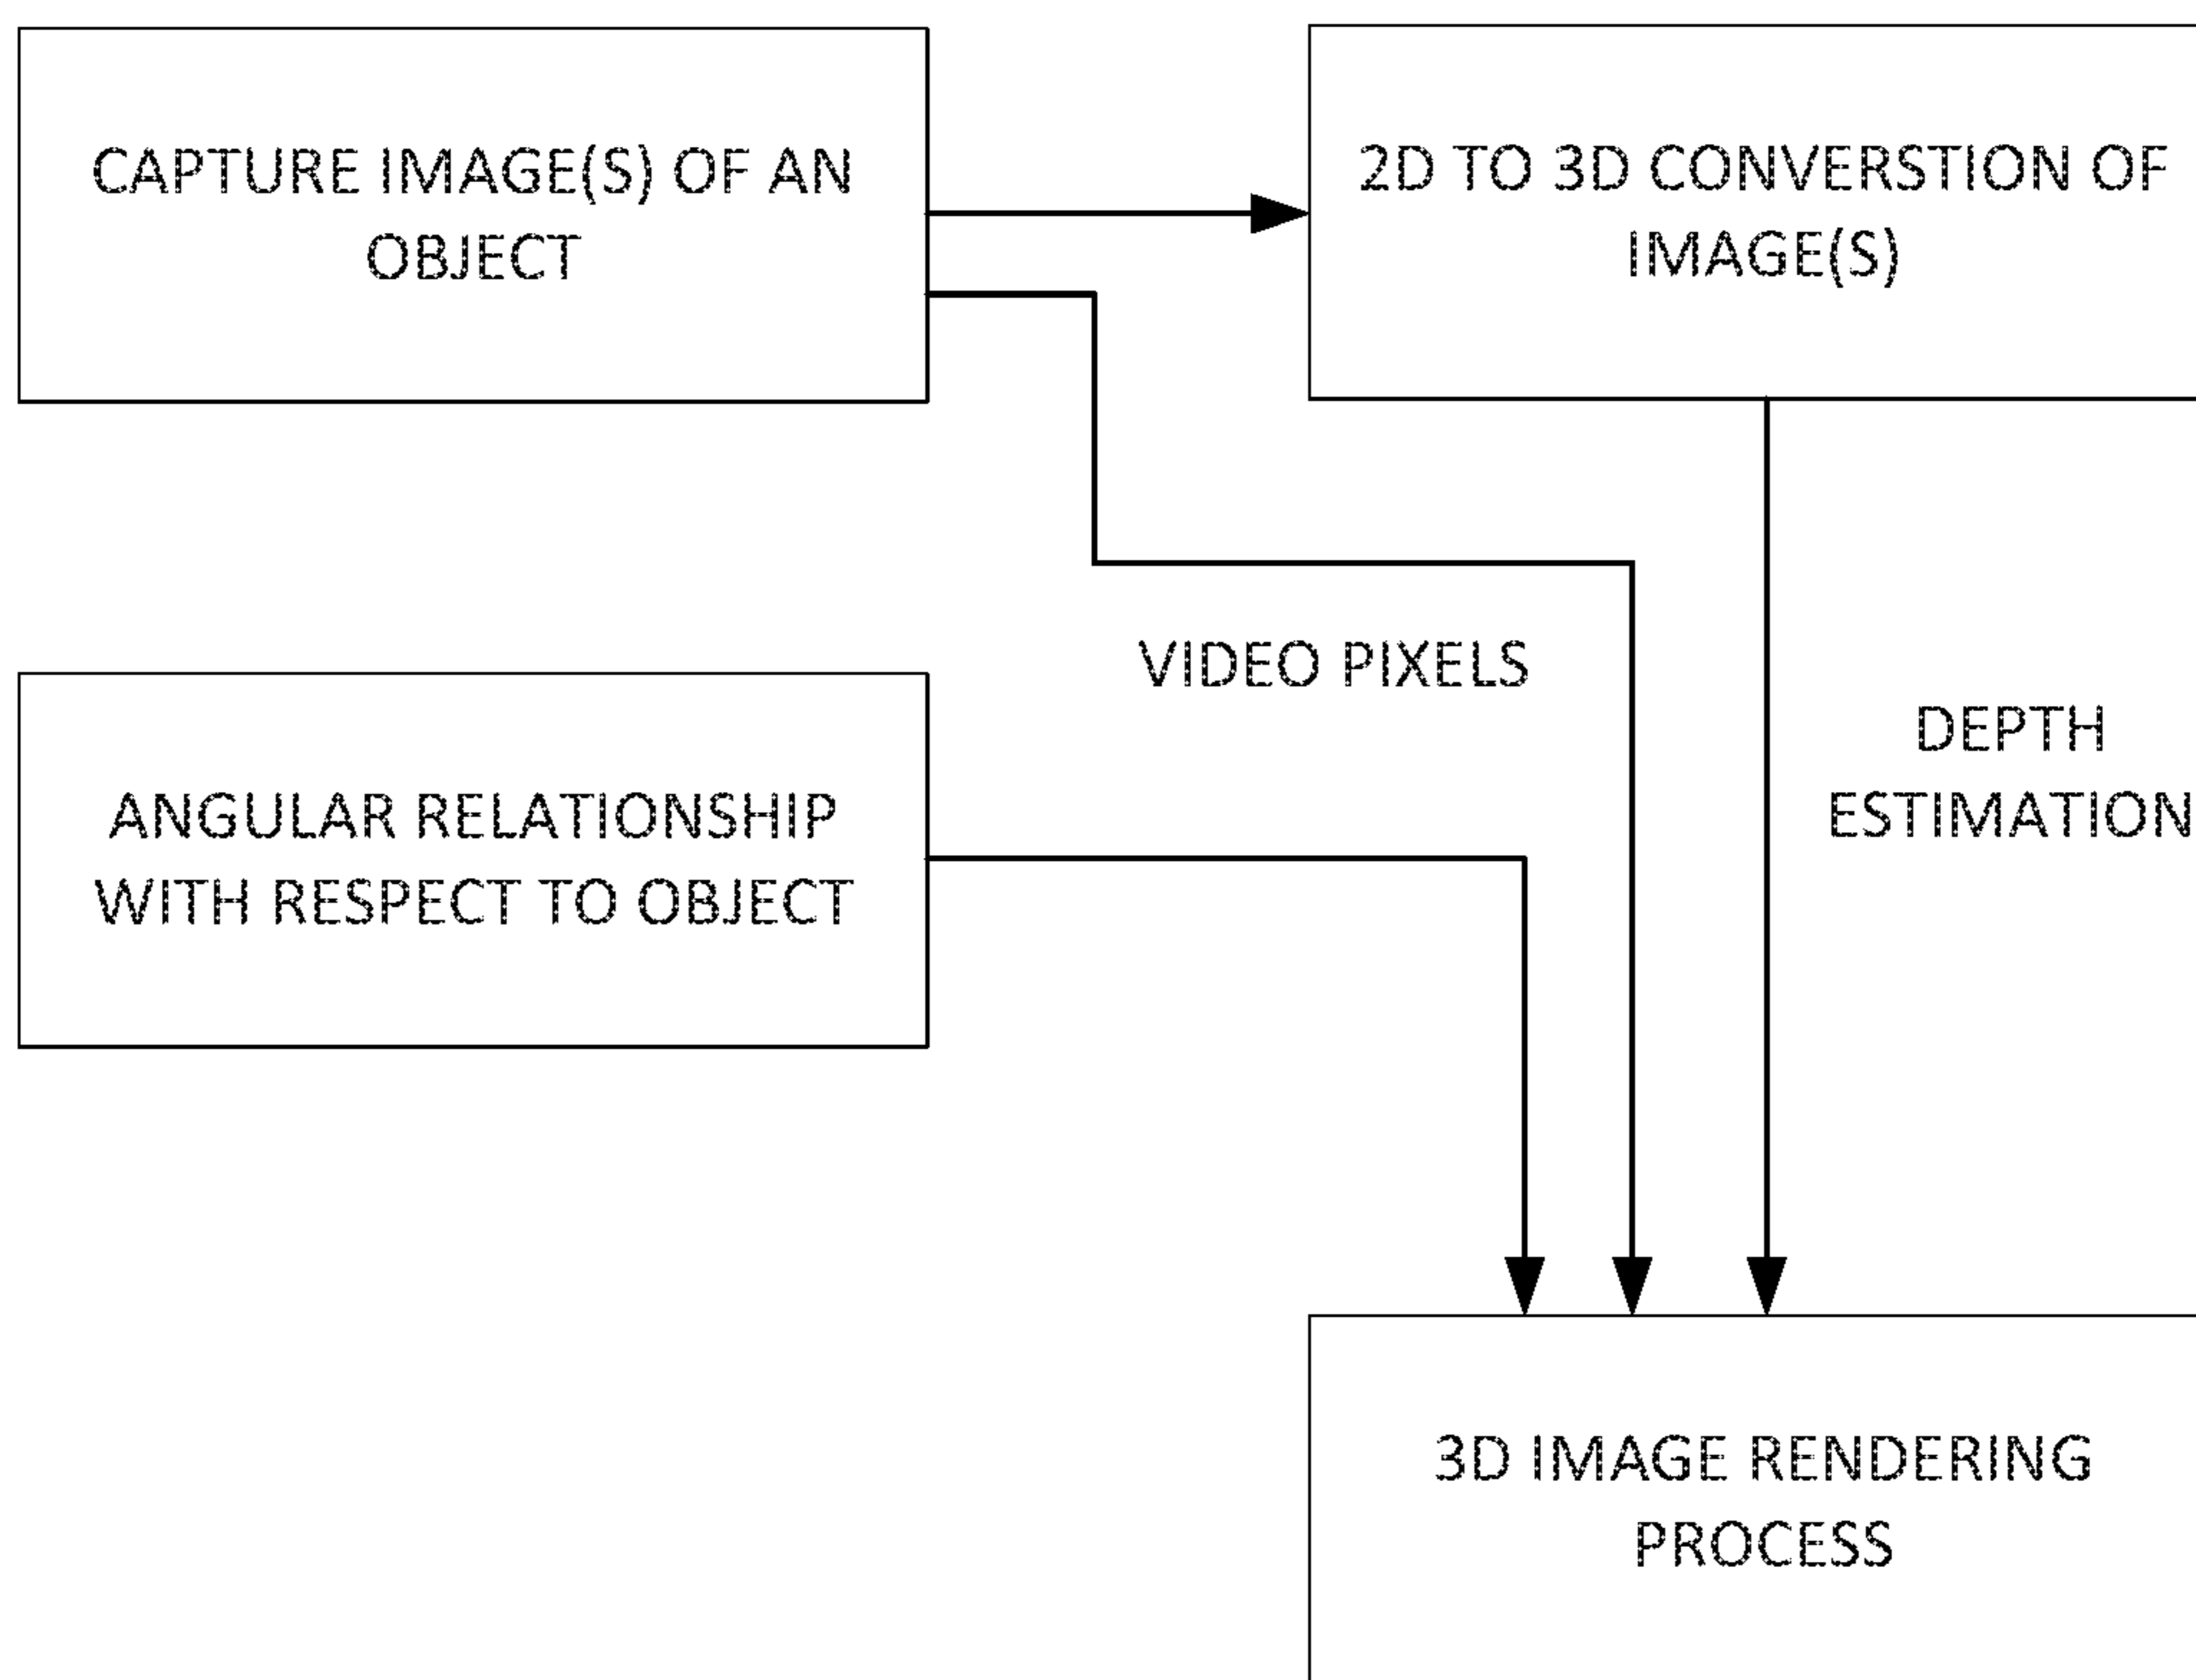 CAPTURE IMAGE(S) OF AN
OBJECT
2D TO 3D CONVERSTION OF
IMAGE(S)
VIDEO PIXELS
DEPTH
ESTIMATION
ANGULAR RELATIONSHIP
WITH RESPECT TO OBJECT
3D IMAGE RENDERING
PROCESS